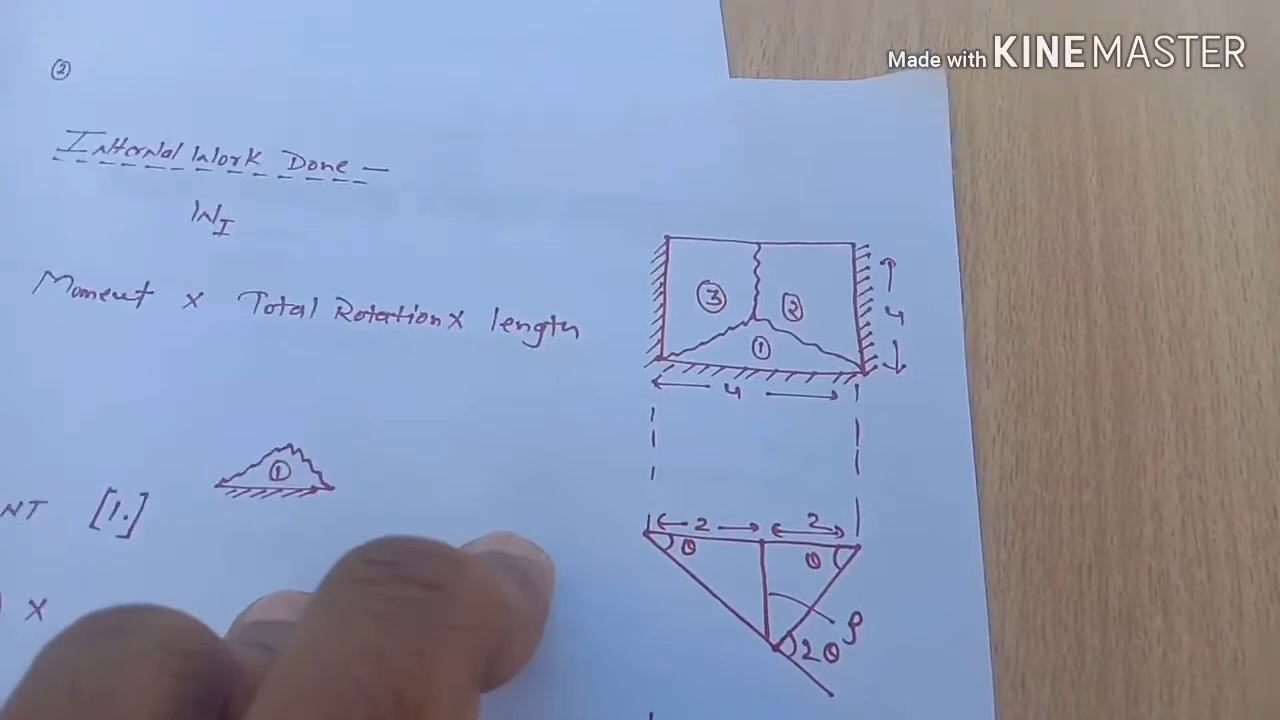 Made with KINEMASTER
②
Internal Work Done -
WI
Moment x Total Rotation x length
③ ②
①
4
4
①
NT [1.]
x
2 2
θ θ
2θ